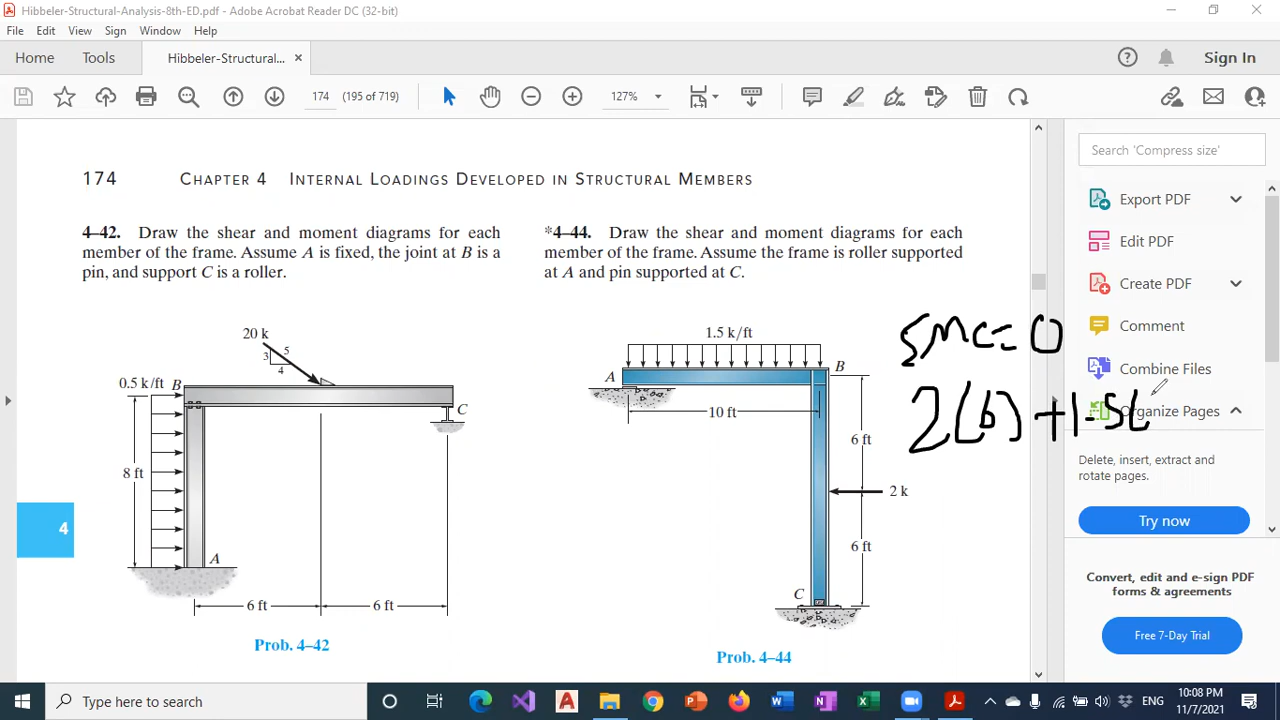 Hibbeler-Structural-Analysis-8th-ED.pdf - Adobe Acrobat Reader DC (32-bit)
File Edit View Sign Window Help
Home Tools Hibbeler-Structural... × Sign In
174 (195 of 719) 127%
174 CHAPTER 4 INTERNAL LOADINGS DEVELOPED IN STRUCTURAL MEMBERS
4–42. Draw the shear and moment diagrams for each
member of the frame. Assume A is fixed, the joint at B is a
pin, and support C is a roller.
*4–44. Draw the shear and moment diagrams for each
member of the frame. Assume the frame is roller supported
at A and pin supported at C.
20 k
3
5
4
0.5 k/ft
B
C
8 ft
A
6 ft
6 ft
Prob. 4–42
1.5 k/ft
A
B
10 ft
6 ft
2 k
6 ft
C
Prob. 4–44
4
ΣMC=0
2(6)+1.5(
Search 'Compress size'
Export PDF
Edit PDF
Create PDF
Comment
Combine Files
Organize Pages
Delete, insert, extract and
rotate pages.
Try now
Convert, edit and e-sign PDF
forms & agreements
Free 7-Day Trial
Type here to search
ENG
10:08 PM
11/7/2021